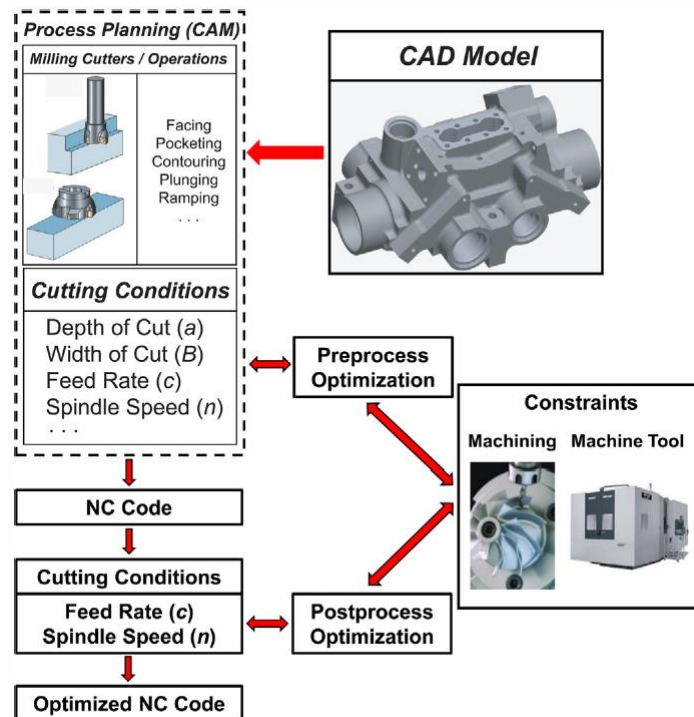 Process Planning (CAM)
Milling Cutters / Operations
Facing
Pocketing
Contouring
Plunging
Ramping
. . .
CAD Model
Cutting Conditions
Depth of Cut (a)
Width of Cut (B)
Feed Rate (c)
Spindle Speed (n)
. . .
Preprocess
Optimization
Constraints
Machining
Machine Tool
NC Code
Cutting Conditions
Feed Rate (c)
Spindle Speed (n)
Postprocess
Optimization
Optimized NC Code